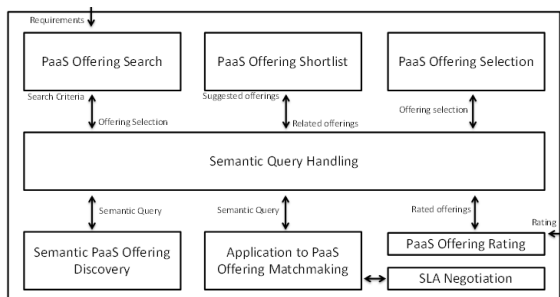 Requirements
PaaS Offering Search
PaaS Offering Shortlist
PaaS Offering Selection
Search Criteria
Suggested offerings
Offering selection
Offering Selection
Related offerings
Semantic Query Handling
Semantic Query
Semantic Query
Rated offerings
Rating
Semantic PaaS Offering
Discovery
Application to PaaS
Offering Matchmaking
PaaS Offering Rating
SLA Negotiation